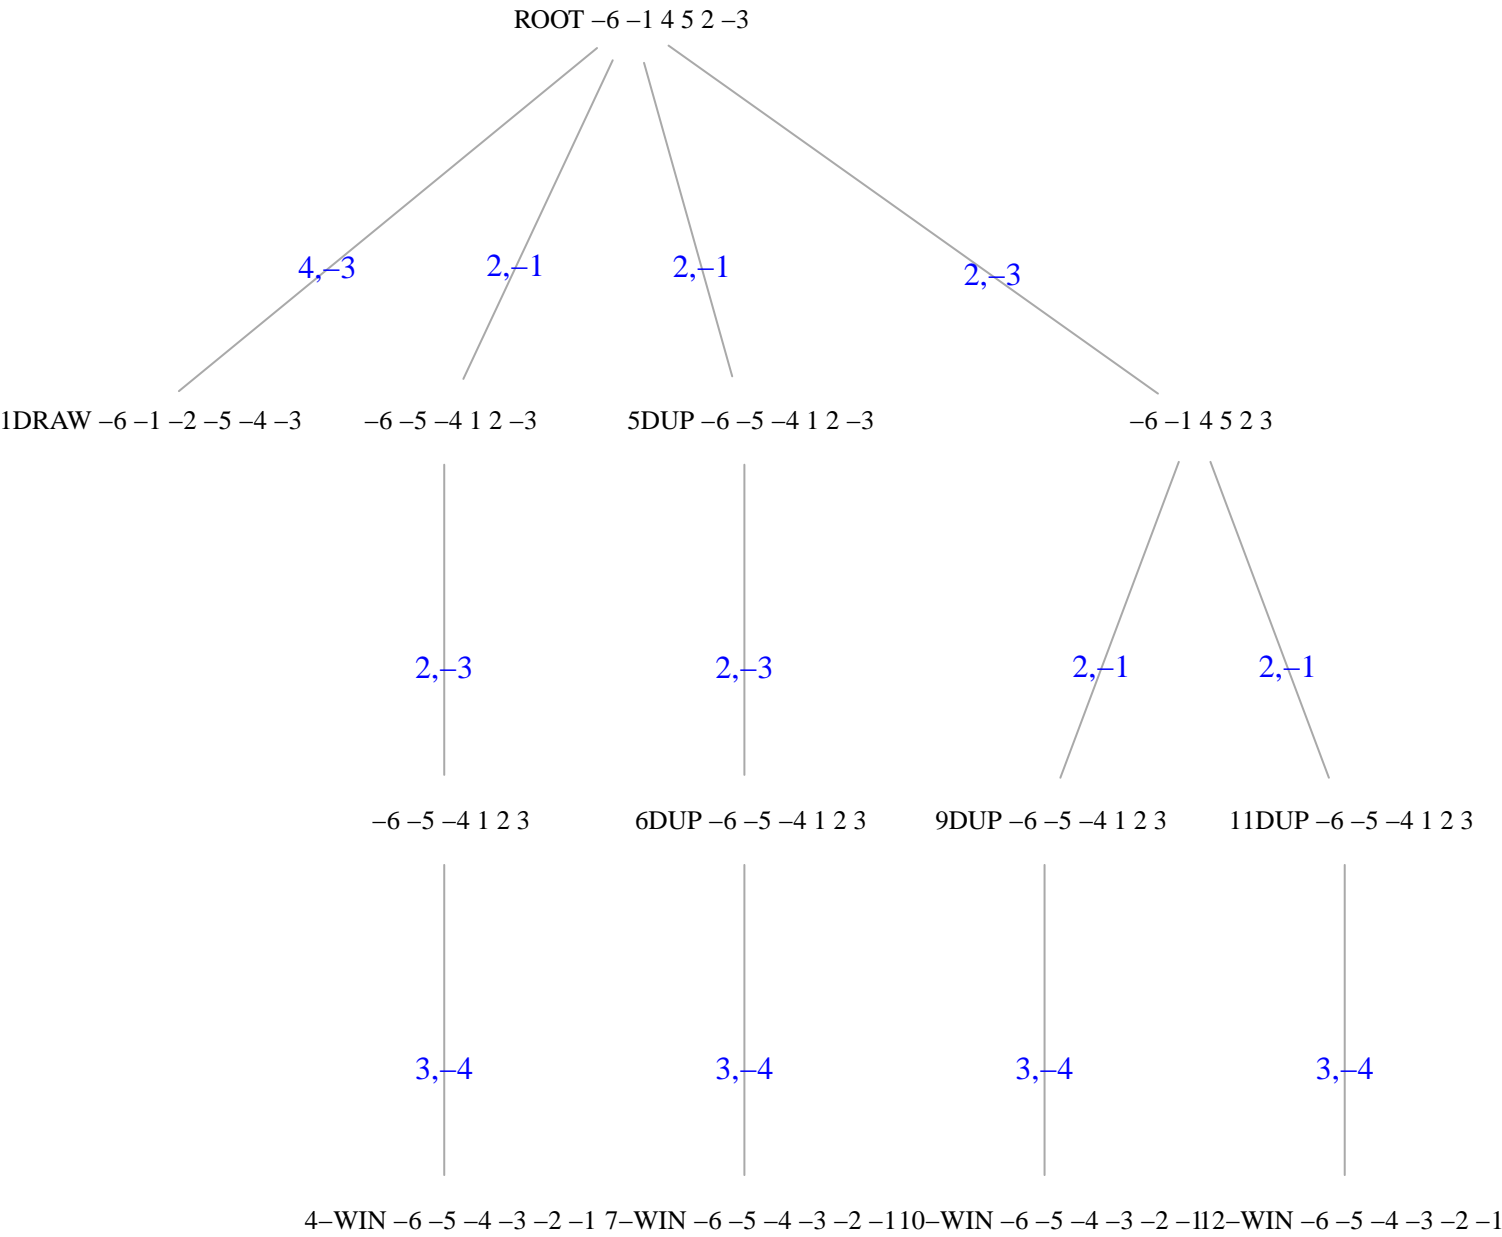 ROOT –6 –1 4 5 2 –3
4,–3
2,–1
2,–1
2,–3
1DRAW –6 –1 –2 –5 –4 –3
–6 –5 –4 1 2 –3
5DUP –6 –5 –4 1 2 –3
–6 –1 4 5 2 3
2,–3
2,–3
2,–1
2,–1
–6 –5 –4 1 2 3
6DUP –6 –5 –4 1 2 3
9DUP –6 –5 –4 1 2 3
11DUP –6 –5 –4 1 2 3
3,–4
3,–4
3,–4
3,–4
4–WIN –6 –5 –4 –3 –2 –1
7–WIN –6 –5 –4 –3 –2 –1
10–WIN –6 –5 –4 –3 –2 –1
12–WIN –6 –5 –4 –3 –2 –1